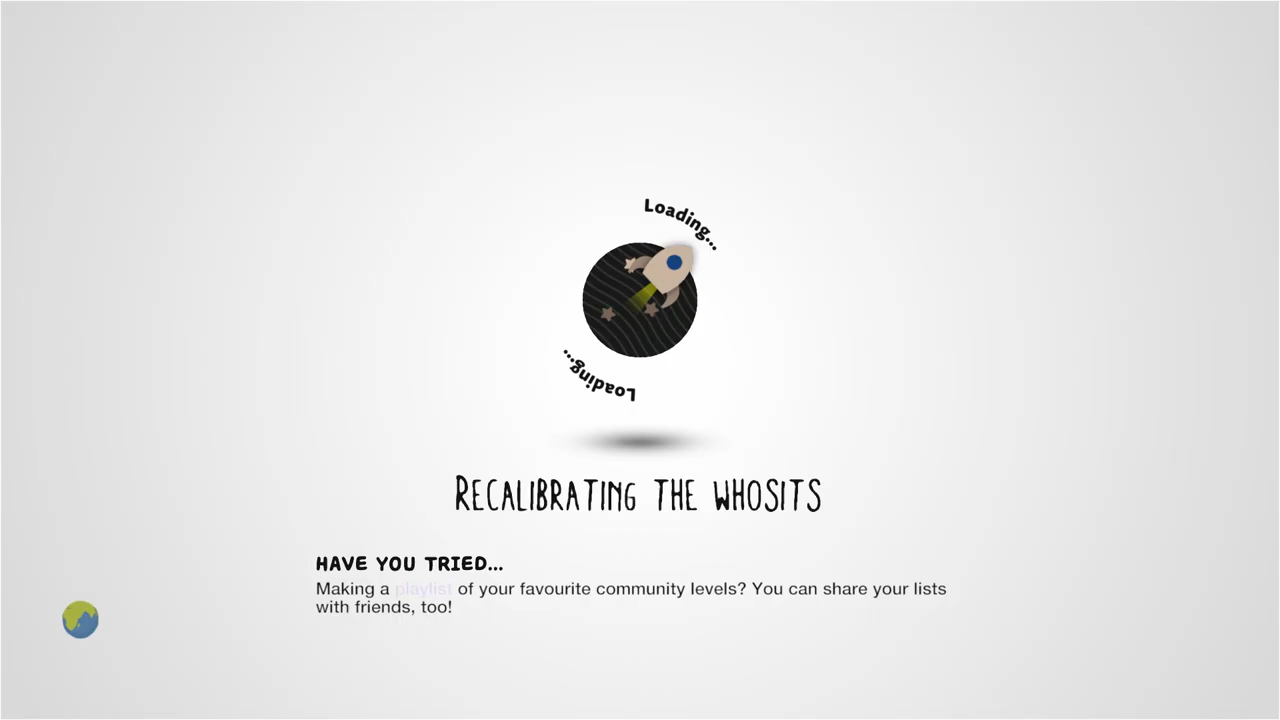 Loading...
Loading...
RECALIBRATING THE WHOSITS
HAVE YOU TRIED...
Making a playlist of your favourite community levels? You can share your lists
with friends, too!